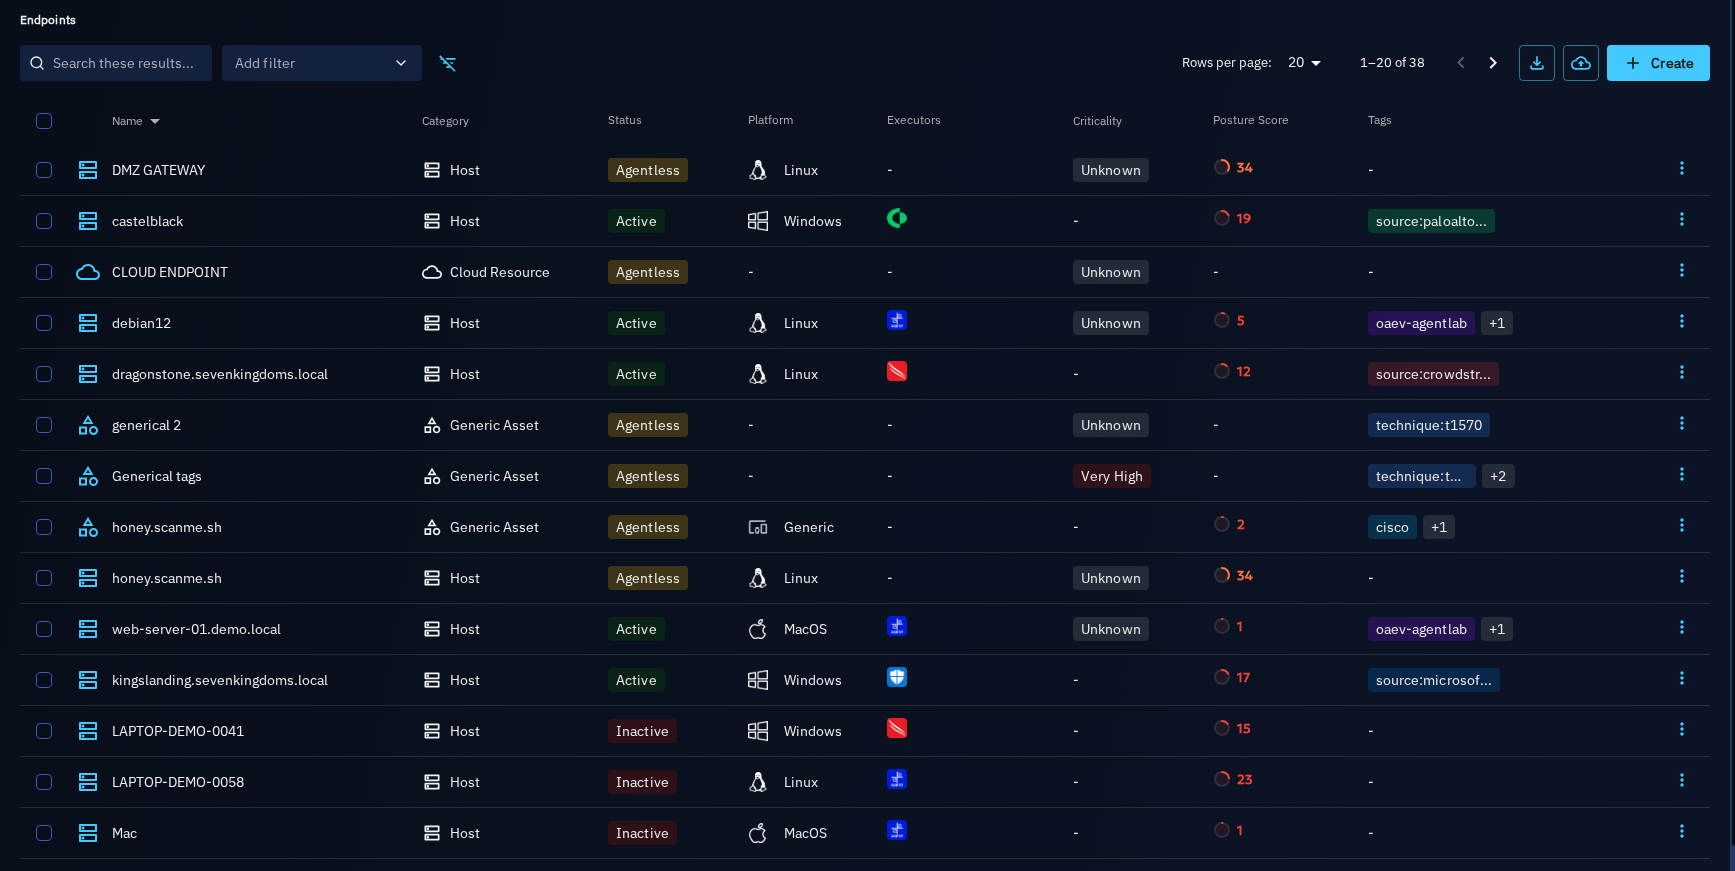 Endpoints
Search these results... Add filter Rows per page: 20 1–20 of 38 Create
Name Category Status Platform Executors Criticality Posture Score Tags
DMZ GATEWAY Host Agentless Linux - Unknown 34 -
castelblack Host Active Windows - 19 source:paloalto...
CLOUD ENDPOINT Cloud Resource Agentless - - Unknown - -
debian12 Host Active Linux Unknown 5 oaev-agentlab +1
dragonstone.sevenkingdoms.local Host Active Linux - 12 source:crowdstr...
generical 2 Generic Asset Agentless - - Unknown - technique:t1570
Generical tags Generic Asset Agentless - - Very High - technique:t... +2
honey.scanme.sh Generic Asset Agentless Generic - - 2 cisco +1
honey.scanme.sh Host Agentless Linux - Unknown 34 -
web-server-01.demo.local Host Active MacOS Unknown 1 oaev-agentlab +1
kingslanding.sevenkingdoms.local Host Active Windows - 17 source:microsof...
LAPTOP-DEMO-0041 Host Inactive Windows - 15 -
LAPTOP-DEMO-0058 Host Inactive Linux - 23 -
Mac Host Inactive MacOS - 1 -